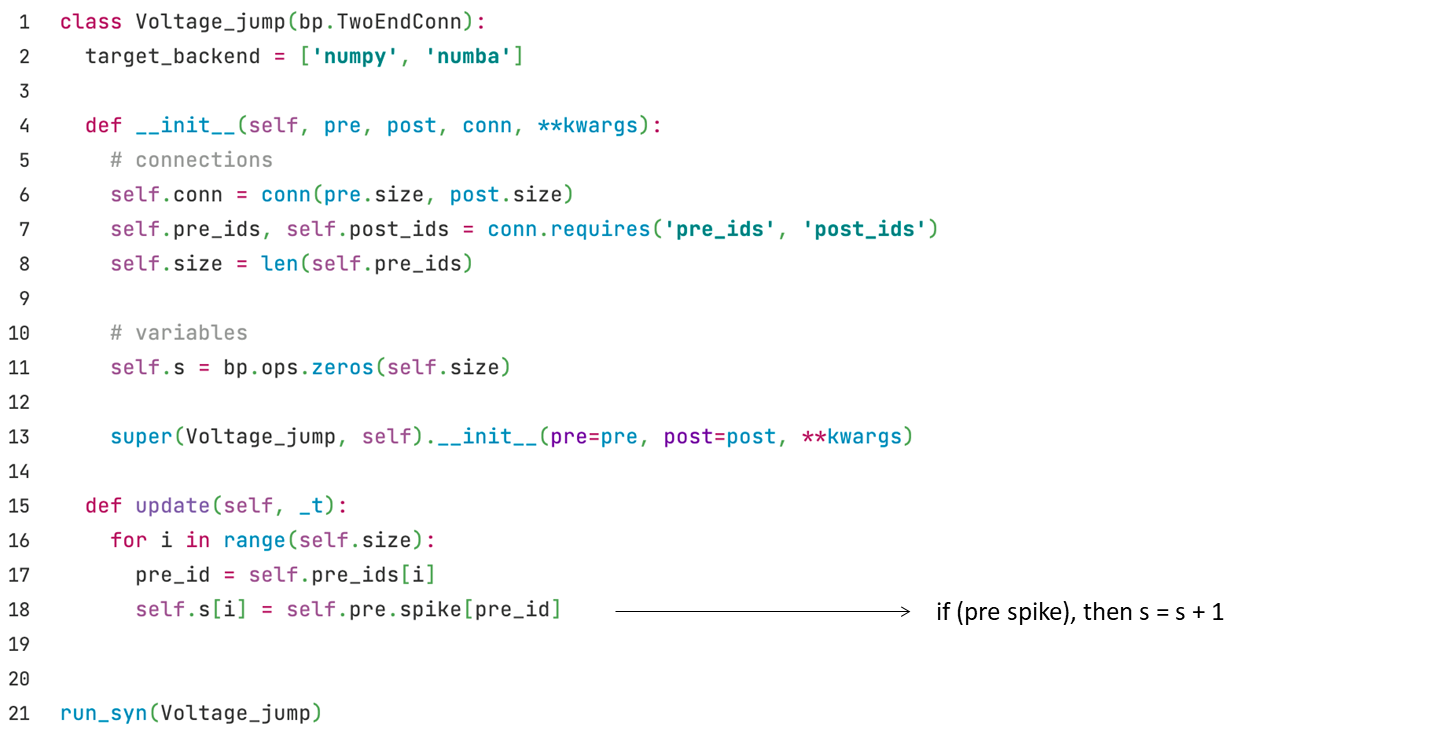 1 class Voltage_jump(bp.TwoEndConn):
2   target_backend = ['numpy', 'numba']
3
4   def __init__(self, pre, post, conn, **kwargs):
5     # connections
6     self.conn = conn(pre.size, post.size)
7     self.pre_ids, self.post_ids = conn.requires('pre_ids', 'post_ids')
8     self.size = len(self.pre_ids)
9
10     # variables
11     self.s = bp.ops.zeros(self.size)
12
13     super(Voltage_jump, self).__init__(pre=pre, post=post, **kwargs)
14
15   def update(self, _t):
16     for i in range(self.size):
17       pre_id = self.pre_ids[i]
18       self.s[i] = self.pre.spike[pre_id] if (pre spike), then s = s + 1
19
20
21 run_syn(Voltage_jump)